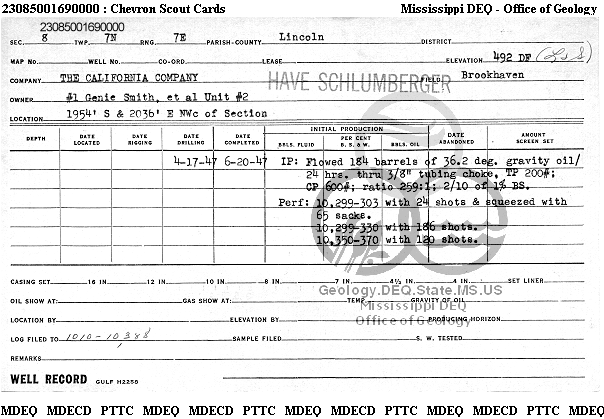 23085001690000 : Chevron Scout Cards Mississippi DEQ - Office of Geology
23085001690000
SEC. 8 TWP. 7N RNG. 7E PARISH-COUNTY Lincoln DISTRICT
MAP NO. WELL NO. CO-ORD. LEASE ELEVATION 492 DF (L&S)
COMPANY THE CALIFORNIA COMPANY HAVE SCHLUMBERGER FIELD Brookhaven
OWNER #1 Genie Smith, et al Unit #2
LOCATION 1954' S & 2036' E NWc of Section
DEPTH DATE LOCATED DATE RIGGING DATE DRILLING DATE COMPLETED INITIAL PRODUCTION BBLS. FLUID PER CENT B. S. & W. BBLS. OIL DATE ABANDONED AMOUNT SCREEN SET
4-17-47 6-20-47 IP: Flowed 184 barrels of 36.2 deg. gravity oil/
24 hrs. thru 3/8" tubing choke, TP 200#;
CP 600#; ratio 259:1; 2/10 of 1% BS.
Perf: 10,299-303 with 24 shots & squeezed with
65 sacks.
10,299-330 with 186 shots.
10,350-370 with 120 shots.
CASING SET: 16 IN 12 IN 10 IN 8 IN 7 IN 4½ IN 4 IN SET LINER
Geology.DEQ.State.MS.US
OIL SHOW AT: GAS SHOW AT: TEMP. GRAVITY OF OIL
Mississippi DEQ
LOCATION BY: ELEVATION BY: PRODUCING HORIZON
Office of Geology
LOG FILED TO 1010-10,388 SAMPLE FILED S. W. TESTED
REMARKS
WELL RECORD GULF H2258
MDEQ MDECD PTTC MDEQ MDECD PTTC MDEQ MDECD PTTC MDEQ MDECD PTTC MDEQ